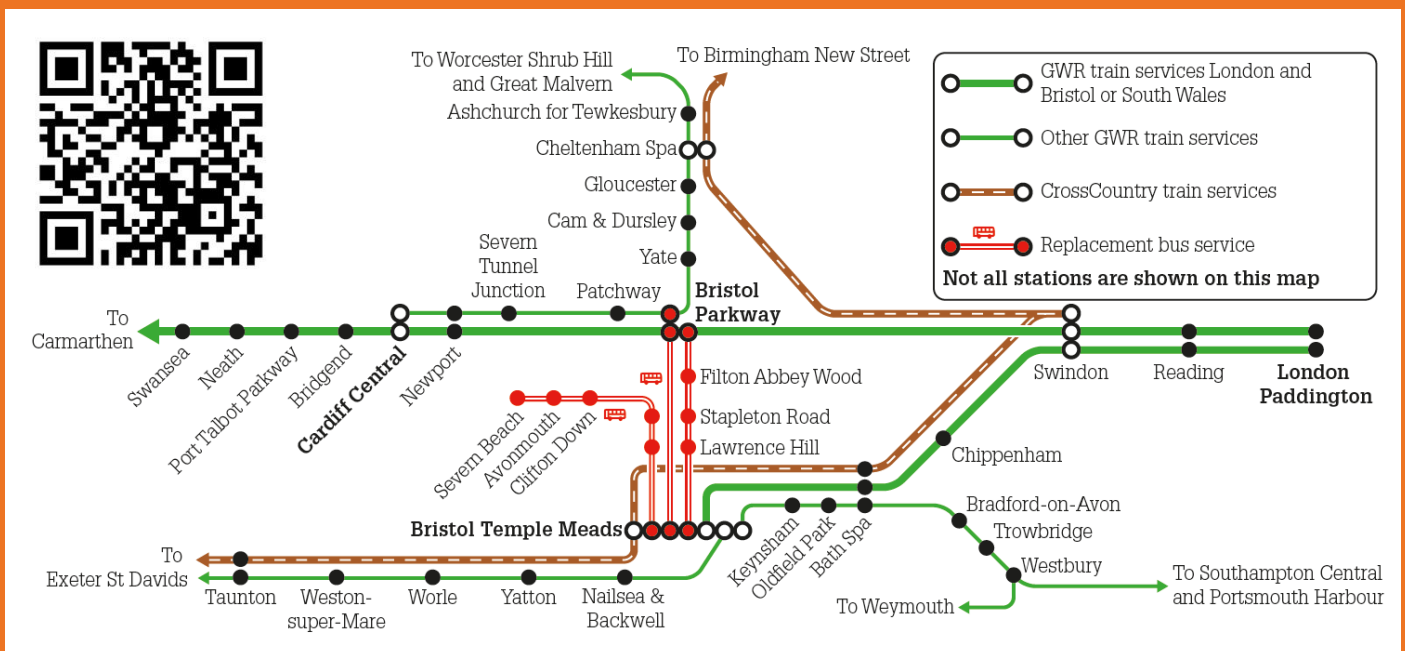 To Worcester Shrub Hill
and Great Malvern
To Birmingham New Street
Ashchurch for Tewkesbury
Cheltenham Spa
Gloucester
Cam & Dursley
Yate
GWR train services London and
Bristol or South Wales
Other GWR train services
CrossCountry train services
Replacement bus service
Not all stations are shown on this map
Severn
Tunnel
Junction
Patchway
Bristol
Parkway
To
Carmarthen
Swansea
Neath
Port Talbot Parkway
Bridgend
Cardiff Central
Newport
Swindon
Reading
London
Paddington
Filton Abbey Wood
Stapleton Road
Lawrence Hill
Severn Beach
Avonmouth
Clifton Down
Chippenham
Bristol Temple Meads
Keynsham
Oldfield Park
Bath Spa
Bradford-on-Avon
Trowbridge
Westbury
To
Exeter St Davids
Taunton
Weston-
super-Mare
Worle
Yatton
Nailsea &
Backwell
To Weymouth
To Southampton Central
and Portsmouth Harbour